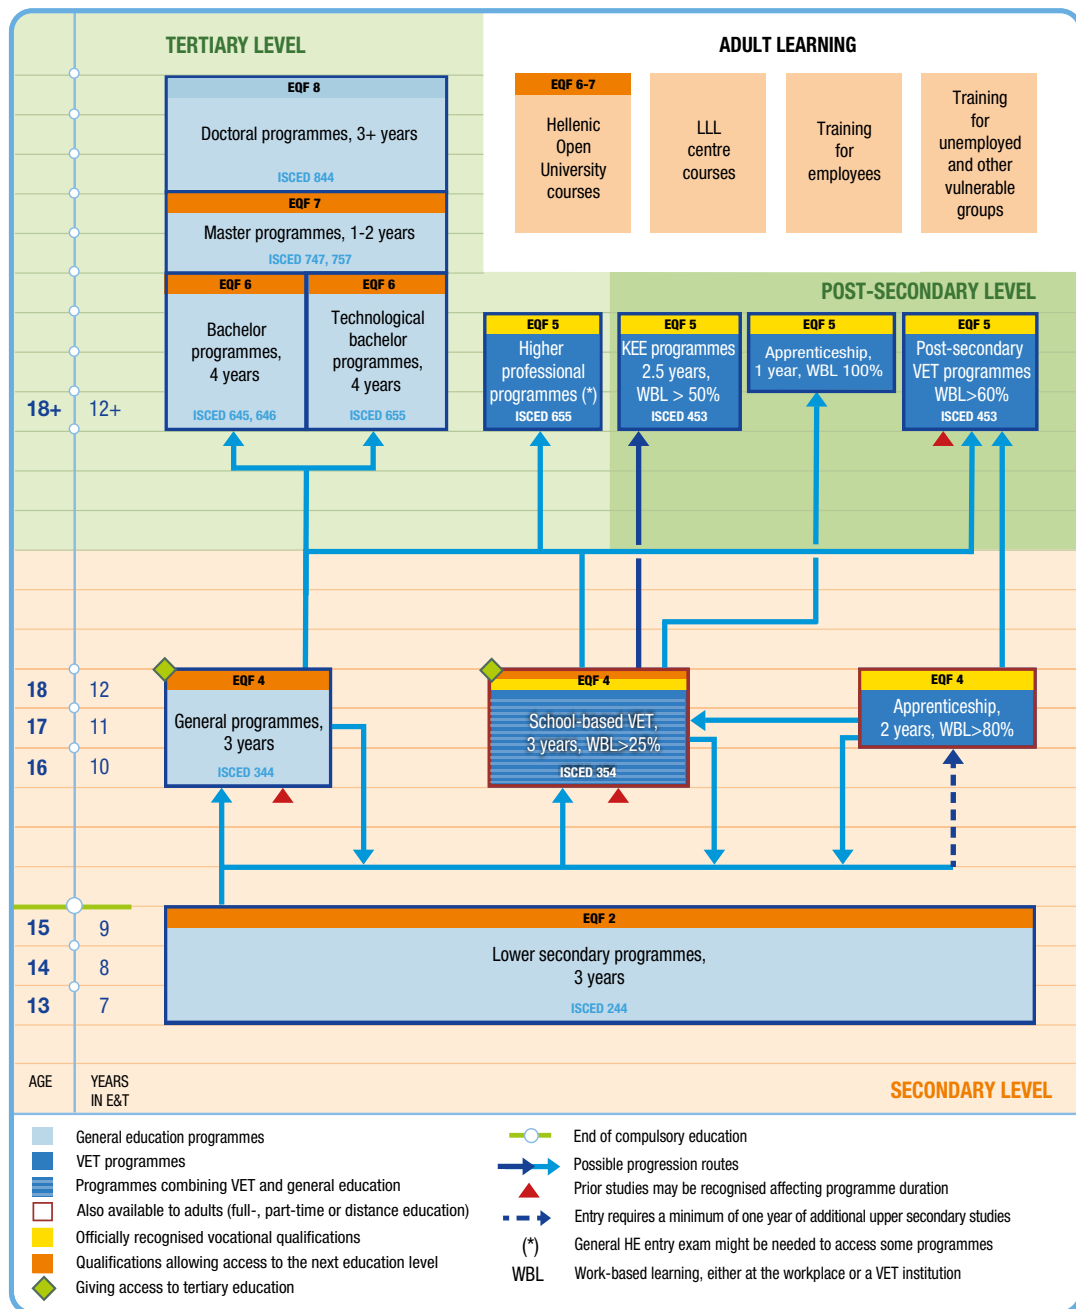 TERTIARY LEVEL
ADULT LEARNING
EQF 8
Doctoral programmes, 3+ years
ISCED 844
EQF 7
Master programmes, 1-2 years
ISCED 747, 757
EQF 6
Bachelor
programmes,
4 years
ISCED 645, 646
EQF 6
Technological
bachelor
programmes,
4 years
ISCED 655
EQF 6-7
Hellenic
Open
University
courses
LLL
centre
courses
Training
for
employees
Training
for
unemployed
and other
vulnerable
groups
POST-SECONDARY LEVEL
EQF 5
Higher
professional
programmes (*)
ISCED 655
EQF 5
KEE programmes
2.5 years,
WBL > 50%
ISCED 453
EQF 5
Apprenticeship,
1 year, WBL 100%
EQF 5
Post-secondary
VET programmes
WBL>60%
ISCED 453
18+ 12+
18 12
17 11
16 10
EQF 4
General programmes,
3 years
ISCED 344
EQF 4
School-based VET,
3 years, WBL>25%
ISCED 354
EQF 4
Apprenticeship,
2 years, WBL>80%
15 9
14 8
13 7
EQF 2
Lower secondary programmes,
3 years
ISCED 244
AGE
YEARS
IN E&T
SECONDARY LEVEL
General education programmes
VET programmes
Programmes combining VET and general education
Also available to adults (full-, part-time or distance education)
Officially recognised vocational qualifications
Qualifications allowing access to the next education level
Giving access to tertiary education
End of compulsory education
Possible progression routes
Prior studies may be recognised affecting programme duration
Entry requires a minimum of one year of additional upper secondary studies
(*) General HE entry exam might be needed to access some programmes
WBL Work-based learning, either at the workplace or a VET institution